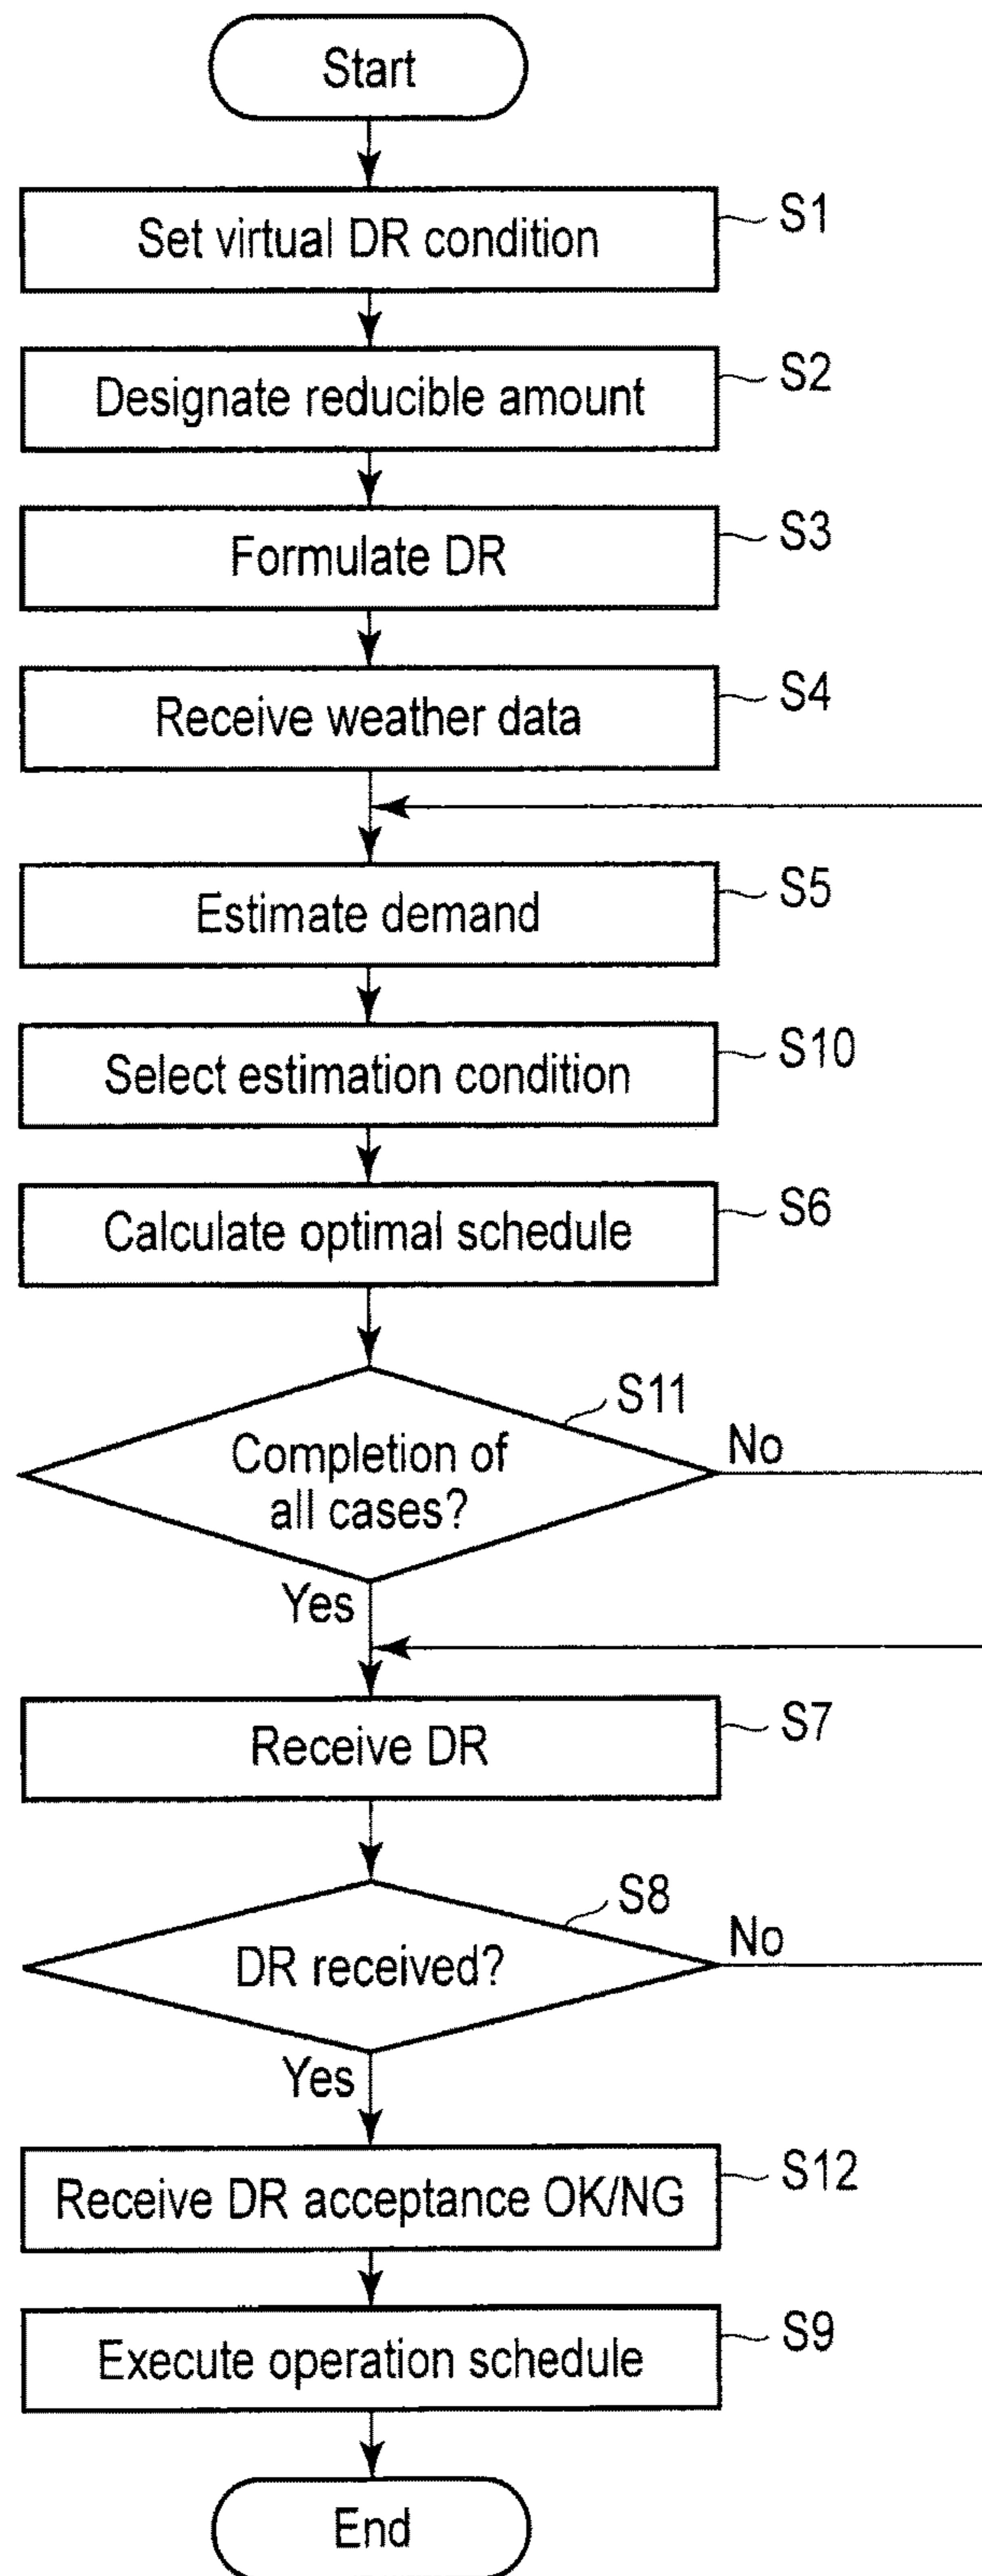 Start
Set virtual DR condition
S1
Designate reducible amount
S2
Formulate DR
S3
Receive weather data
S4
Estimate demand
S5
Select estimation condition
S10
Calculate optimal schedule
S6
Completion of
all cases?
S11
No
Yes
Receive DR
S7
DR received?
S8
No
Yes
Receive DR acceptance OK/NG
S12
Execute operation schedule
S9
End